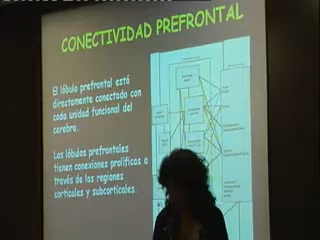 CONECTIVIDAD PREFRONTAL
El lóbulo prefrontal está
directamente conectado con
cada unidad funcional del
cerebro.
Los lóbulos prefrontales
tienen conexiones prolíficas a
través de las regiones
corticales y subcorticales.